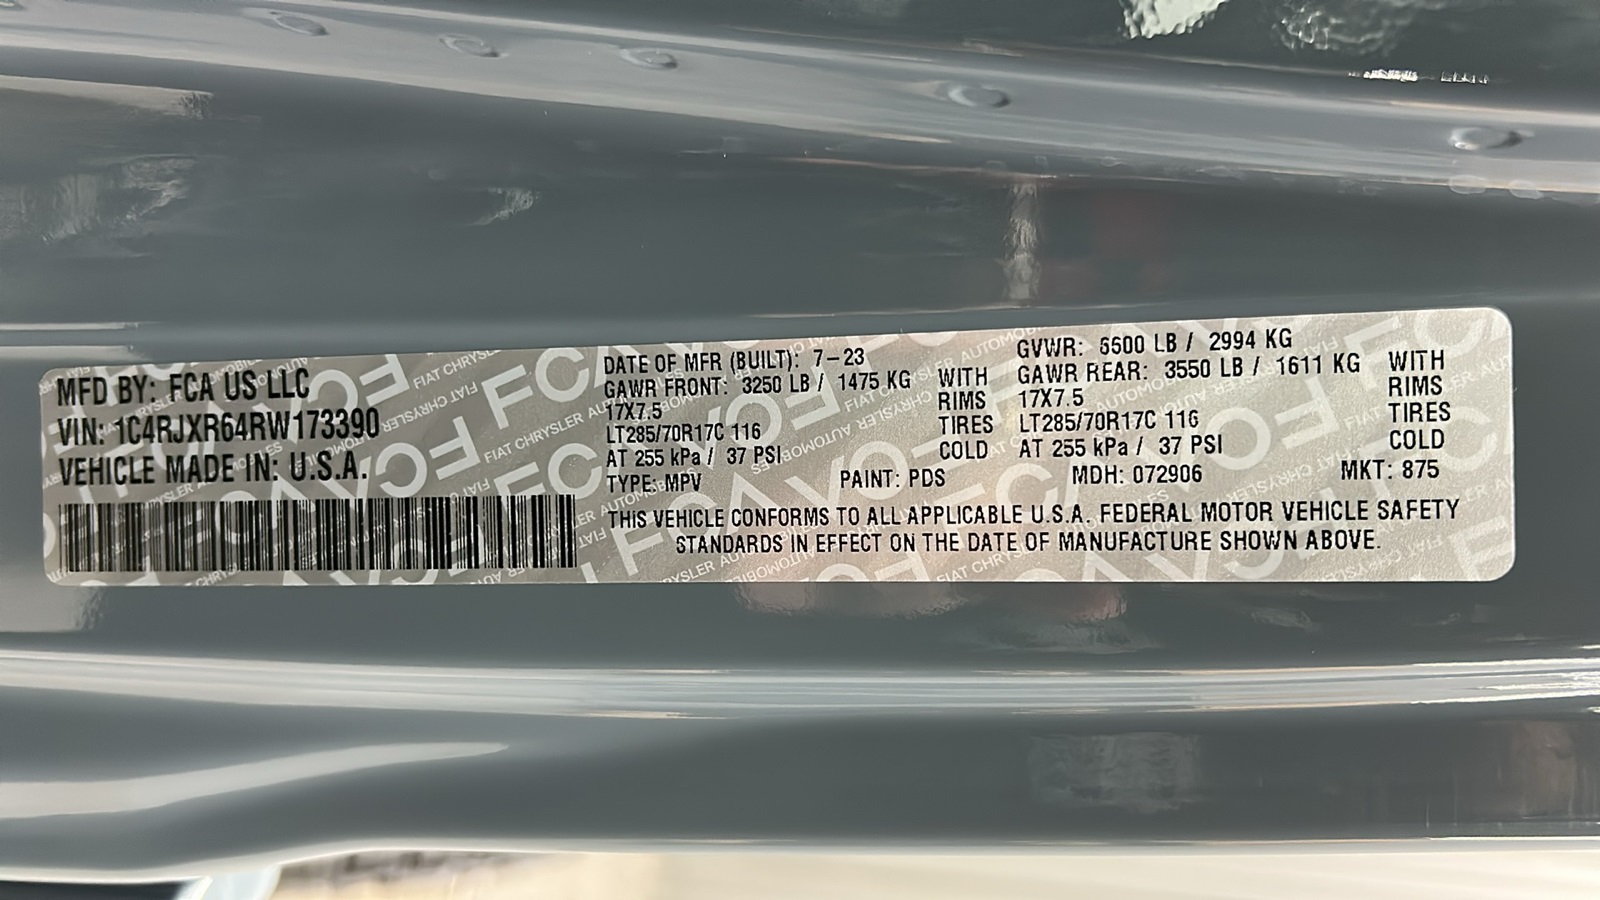 MFD BY: FCA US LLC
VIN: 1C4RJXR64RW173390
VEHICLE MADE IN: U.S.A.
DATE OF MFR (BUILT): 7-23
GAWR FRONT: 3250 LB / 1475 KG WITH
17X7.5 RIMS
LT285/70R17C 116 TIRES
AT 255 kPa / 37 PSI COLD
GVWR: 6600 LB / 2994 KG
GAWR REAR: 3550 LB / 1611 KG WITH
17X7.5 RIMS
LT285/70R17C 116 TIRES
AT 255 kPa / 37 PSI COLD
TYPE: MPV PAINT: PDS MDH: 072906 MKT: 875
THIS VEHICLE CONFORMS TO ALL APPLICABLE U.S.A. FEDERAL MOTOR VEHICLE SAFETY
STANDARDS IN EFFECT ON THE DATE OF MANUFACTURE SHOWN ABOVE.